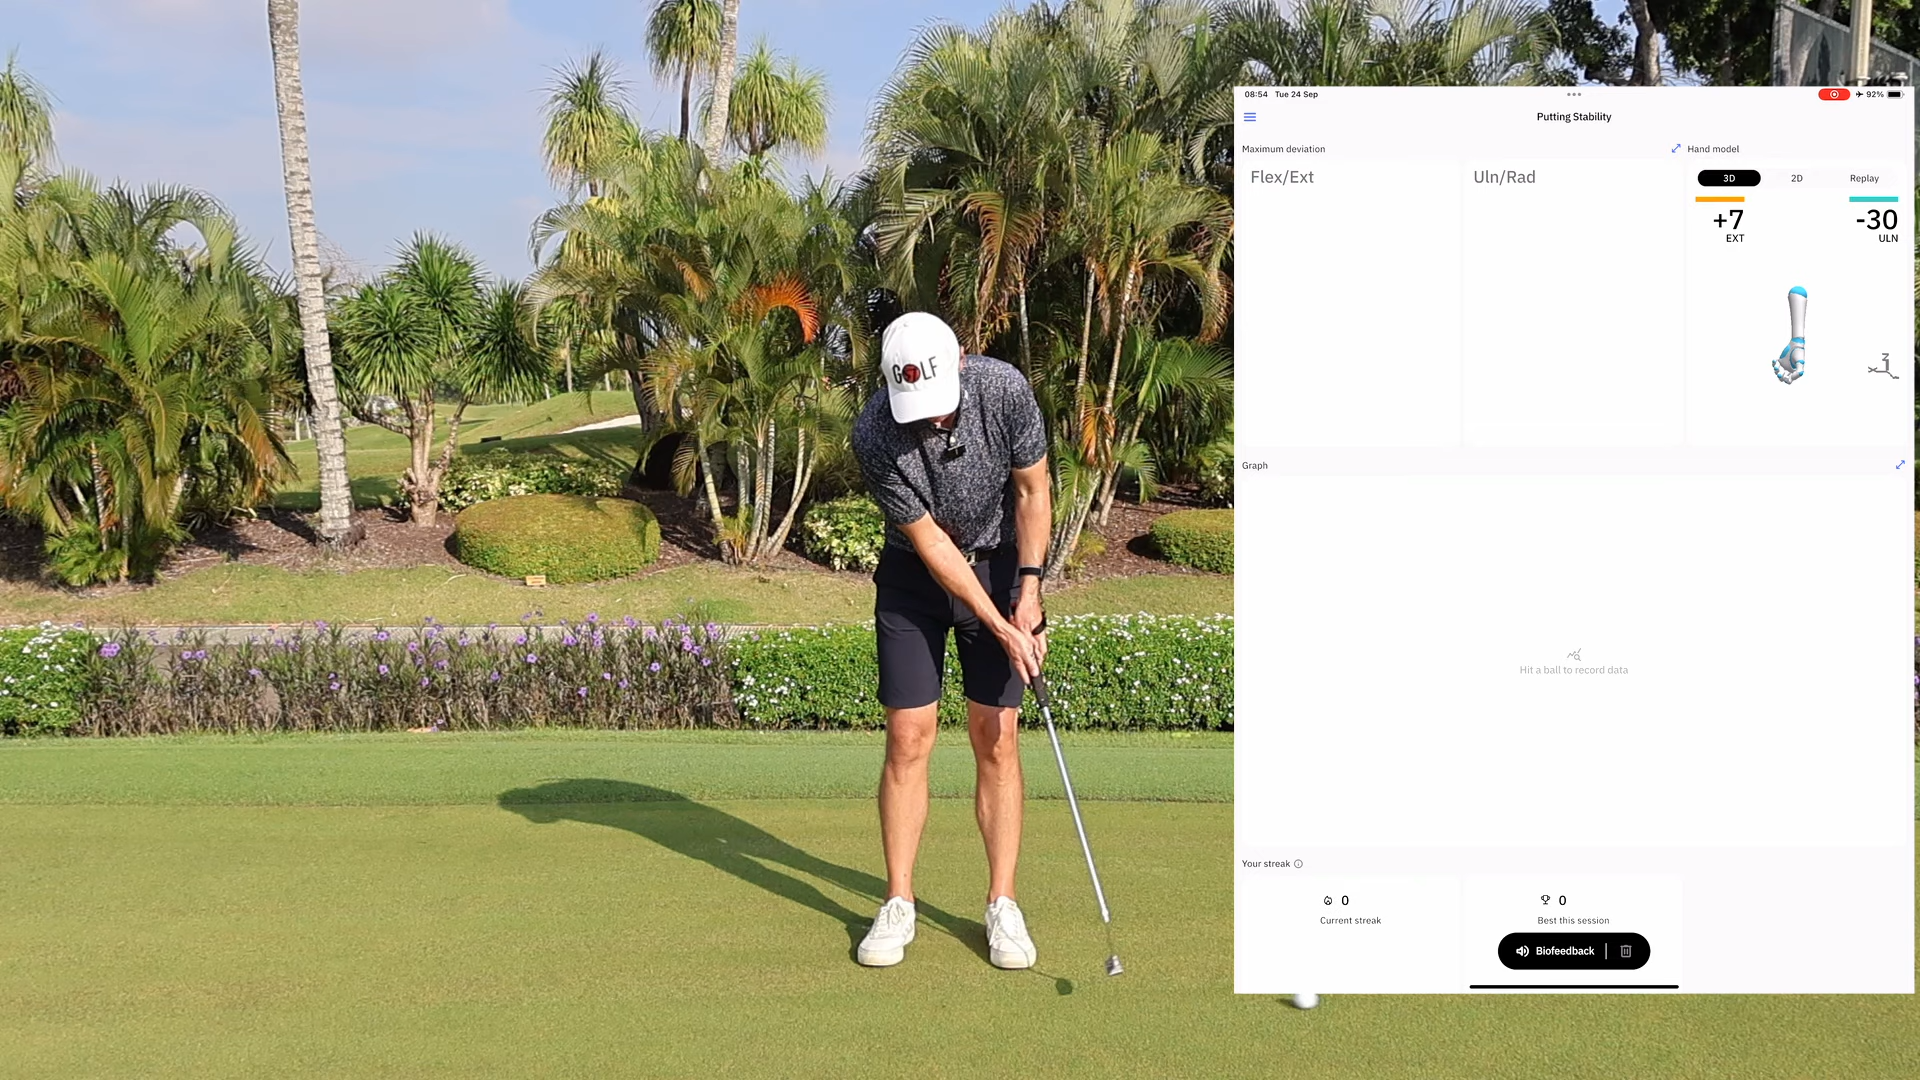 GOLF
08:54 Tue 24 Sep
92%
Putting Stability
Maximum deviation
Hand model
Flex/Ext
Uln/Rad
3D
2D
Replay
+7
EXT
-30
ULN
Z
X
Graph
Hit a ball to record data
Your streak
0
Current streak
0
Best this session
Biofeedback